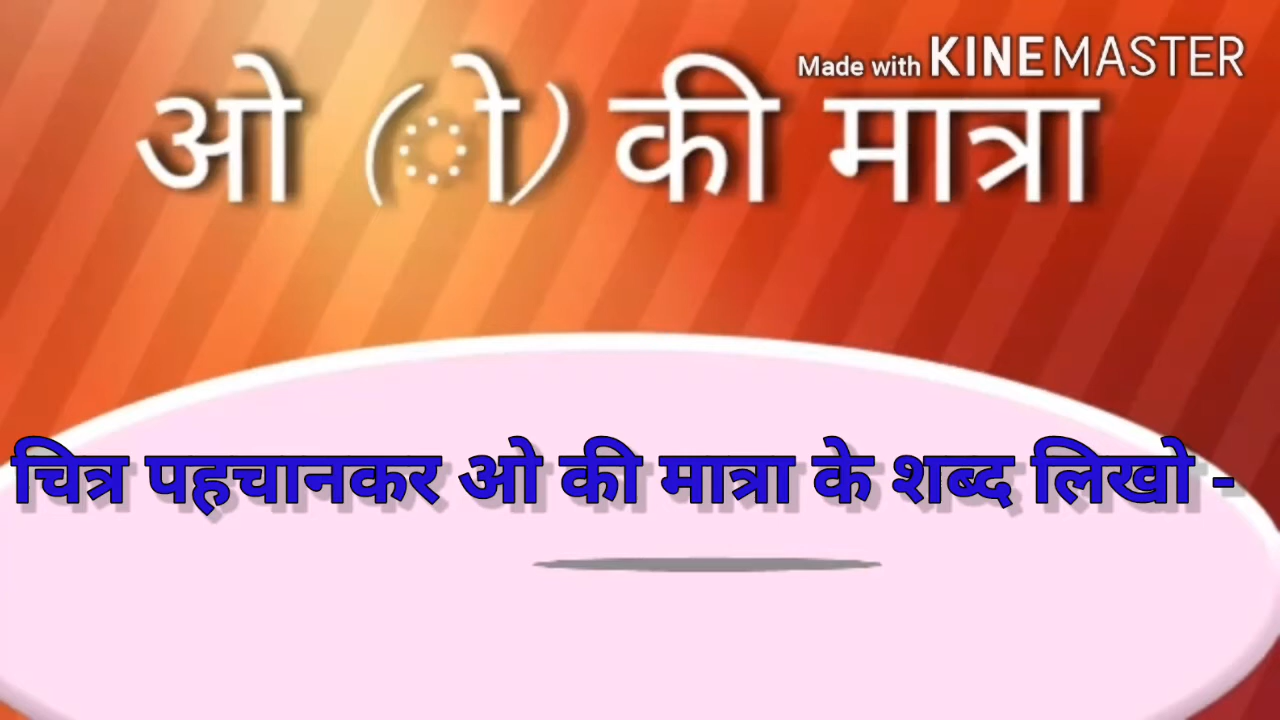 Made with KINEMASTER
ओ (ो) की मात्रा
चित्र पहचानकर ओ की मात्रा के शब्द लिखो -